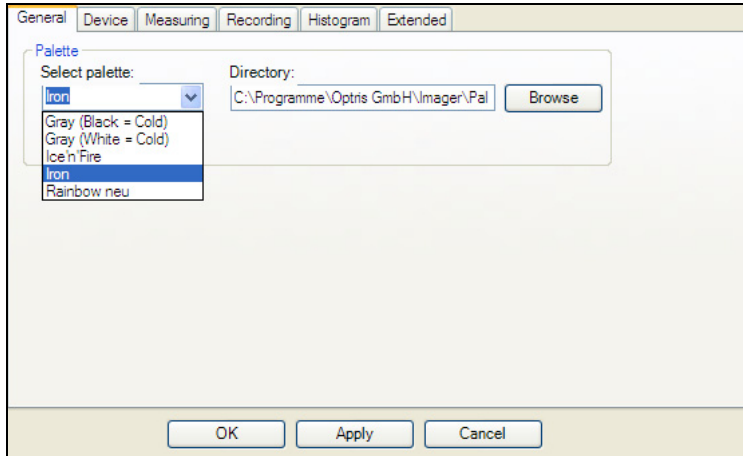 General Device Measuring Recording Histogram Extended
Palette
Select palette: Directory:
Iron C:\Programme\Optris GmbH\Imager\Pal Browse
Gray (Black = Cold)
Gray (White = Cold)
Ice'n'Fire
Iron
Rainbow neu
OK Apply Cancel